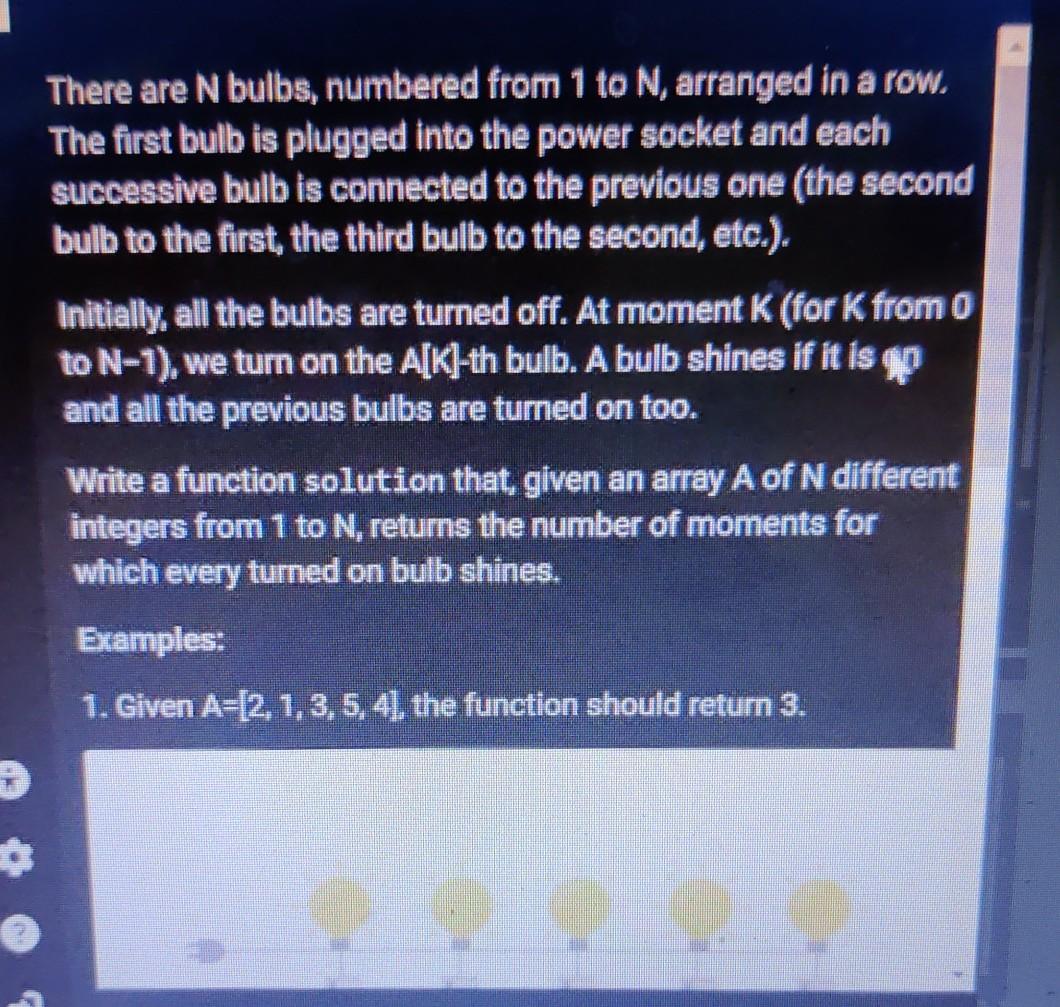 There are N bulbs, numbered from 1 to N, arranged in a row.
The first bulb is plugged into the power socket and each
successive bulb is connected to the previous one (the second
bulb to the first, the third bulb to the second, etc.).
Initially, all the bulbs are turned off. At moment K (for K from 0
to N-1), we turn on the A[K]-th bulb. A bulb shines if it is
and all the previous bulbs are turned on too.
Write a function solution that, given an array A of N different
integers from 1 to N, returns the number of moments for
which every turned on bulb shines.
Examples:
1. Given A=[2, 1, 3, 5, 4], the function should return 3.